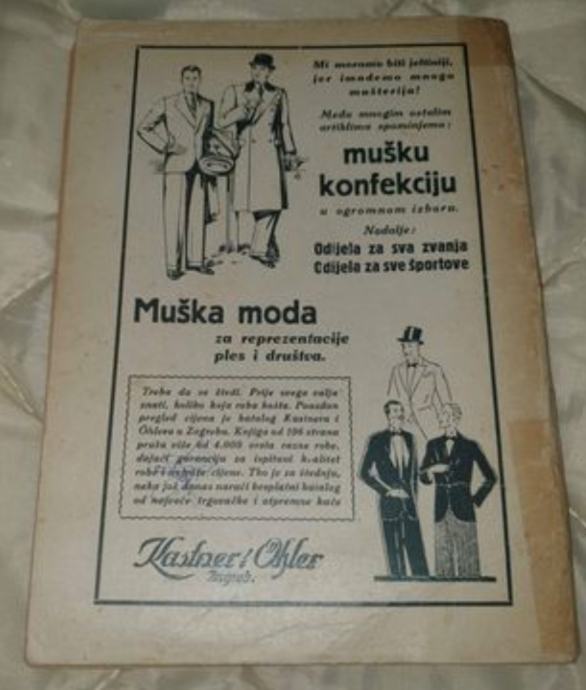 Mi moramo biti jeftiniji,
jer imademo mnogo
mušterija!
Među mnogim ostalim
artiklima spominjemo:
mušku
konfekciju
u ogromnom izboru.
Nadalje:
Odijela za sva zvanja
Odijela za sve športove
Muška moda
za reprezentacije
ples i društva.
Treba da se štedi. Prije svega valja
znati, koliko koja roba košta. Pouzdan
pregled cijena je katalog Kastnera i
Öhlera u Zagrebu. Knjiga od 196 strana
pruža više od 4.000 vrsta razne robe,
dajući garanciju za ispitani kvalitet
robe i najniže cijene. Tko je za štednju,
neka još danas naruči besplatni katalog
od najveće trgovačke i otpremne kuće
Kastner i Öhler
Zagreb.